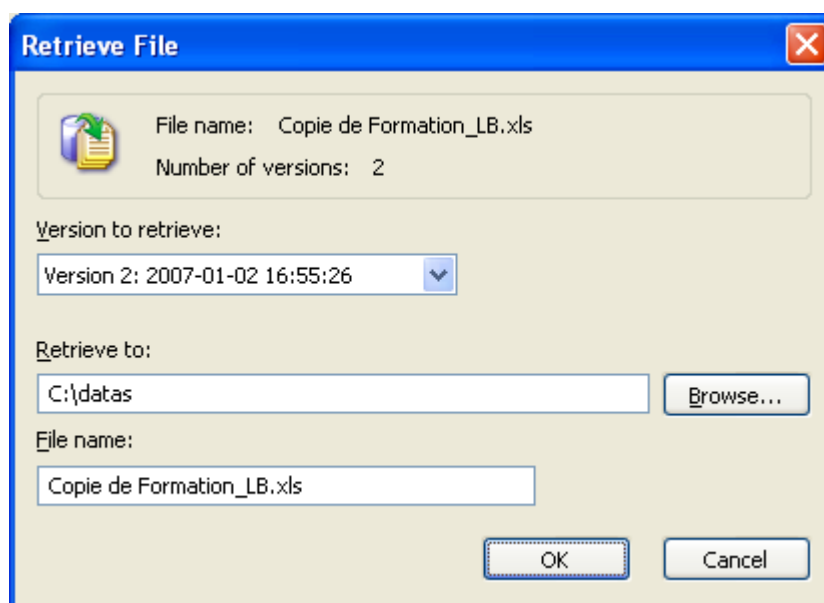 Retrieve File
File name: Copie de Formation_LB.xls
Number of versions: 2
Version to retrieve:
Version 2: 2007-01-02 16:55:26
Retrieve to:
C:\datas
Browse...
File name:
Copie de Formation_LB.xls
OK Cancel